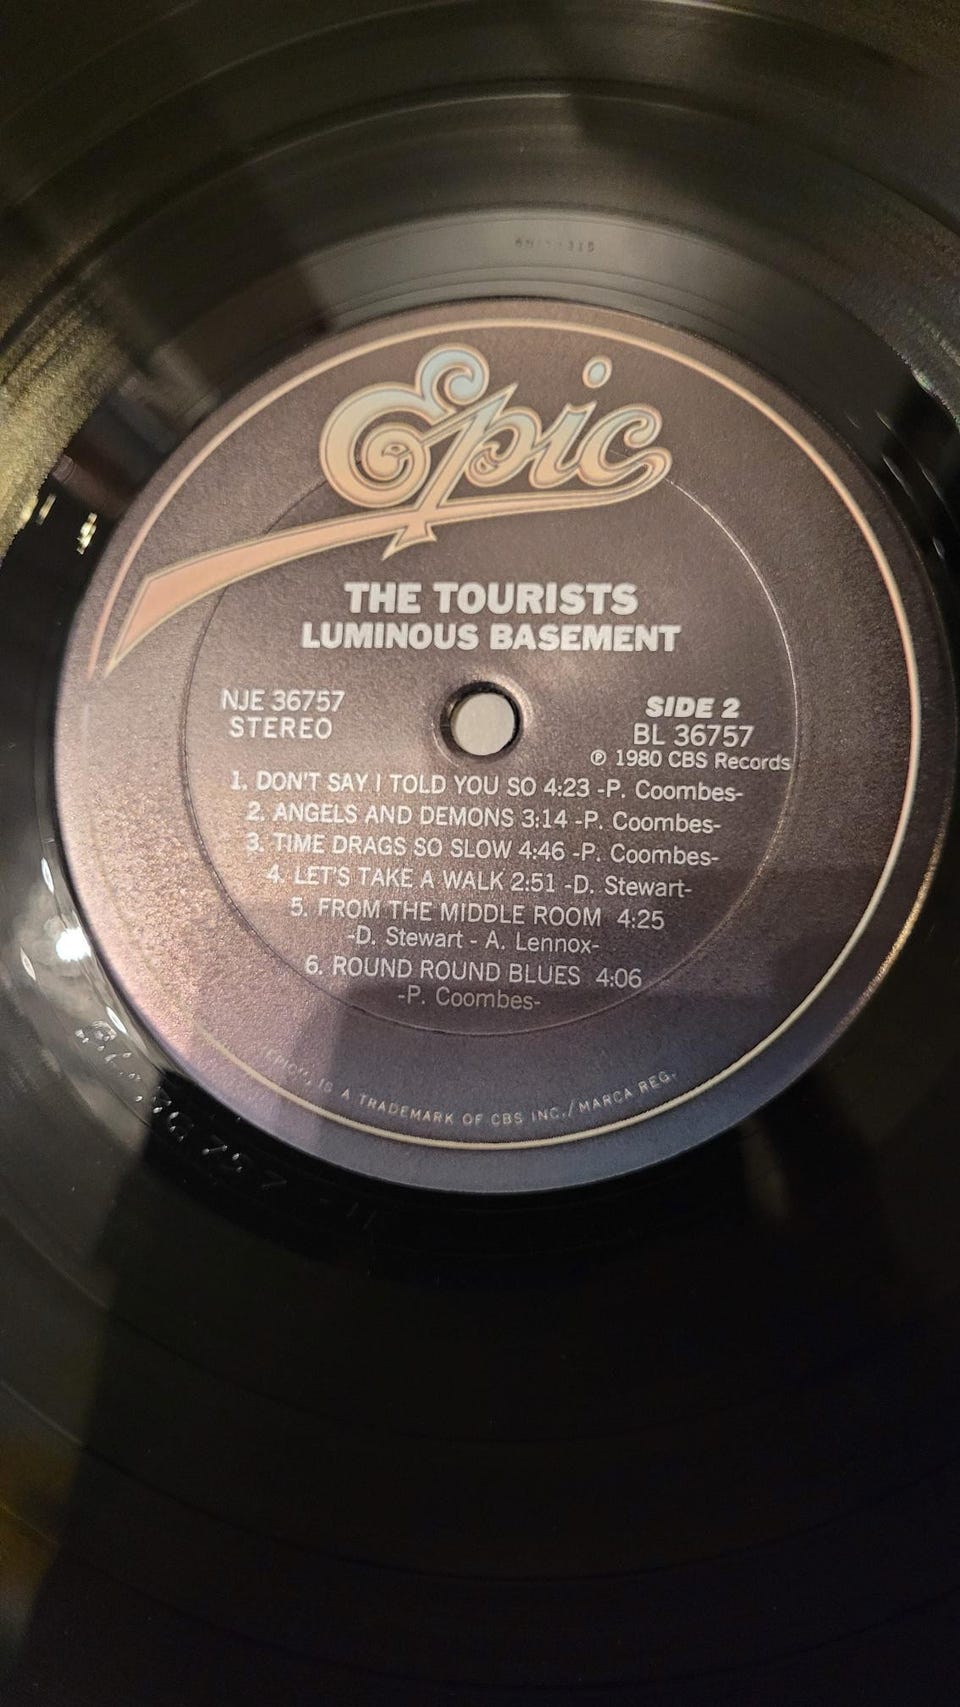 Epic
THE TOURISTS
LUMINOUS BASEMENT
NJE 36757
STEREO
SIDE 2
BL 36757
℗ 1980 CBS Records
1. DON'T SAY I TOLD YOU SO 4:23 -P. Coombes-
2. ANGELS AND DEMONS 3:14 -P. Coombes-
3. TIME DRAGS SO SLOW 4:46 -P. Coombes-
4. LET'S TAKE A WALK 2:51 -D. Stewart-
5. FROM THE MIDDLE ROOM 4:25
-D. Stewart - A. Lennox-
6. ROUND ROUND BLUES 4:06
-P. Coombes-
"EPIC", IS A TRADEMARK OF CBS INC./MARCA REG.